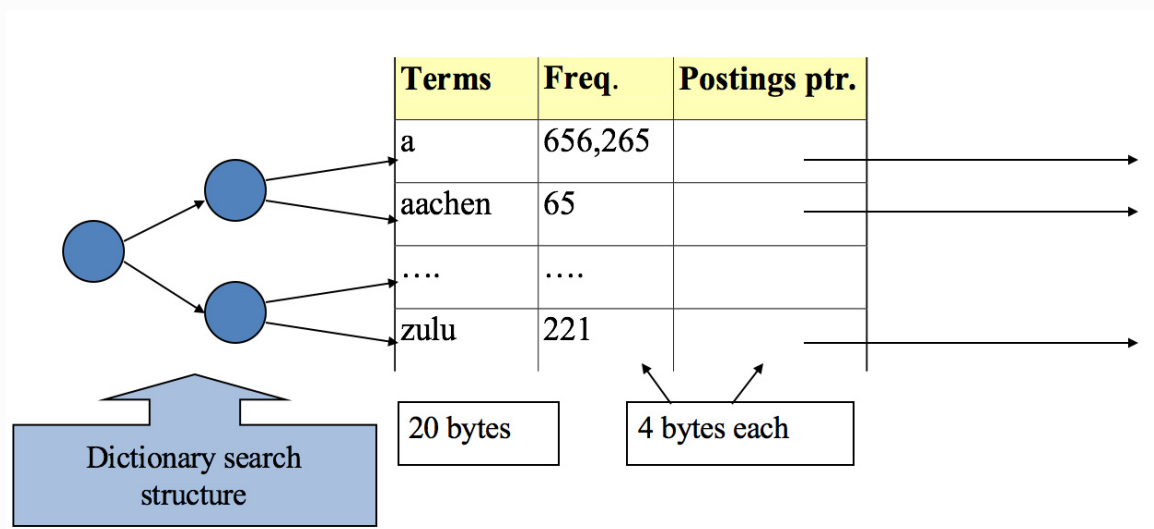 Terms Freq. Postings ptr.
a 656,265
aachen 65
…. ….
zulu 221
20 bytes 4 bytes each
Dictionary search
structure